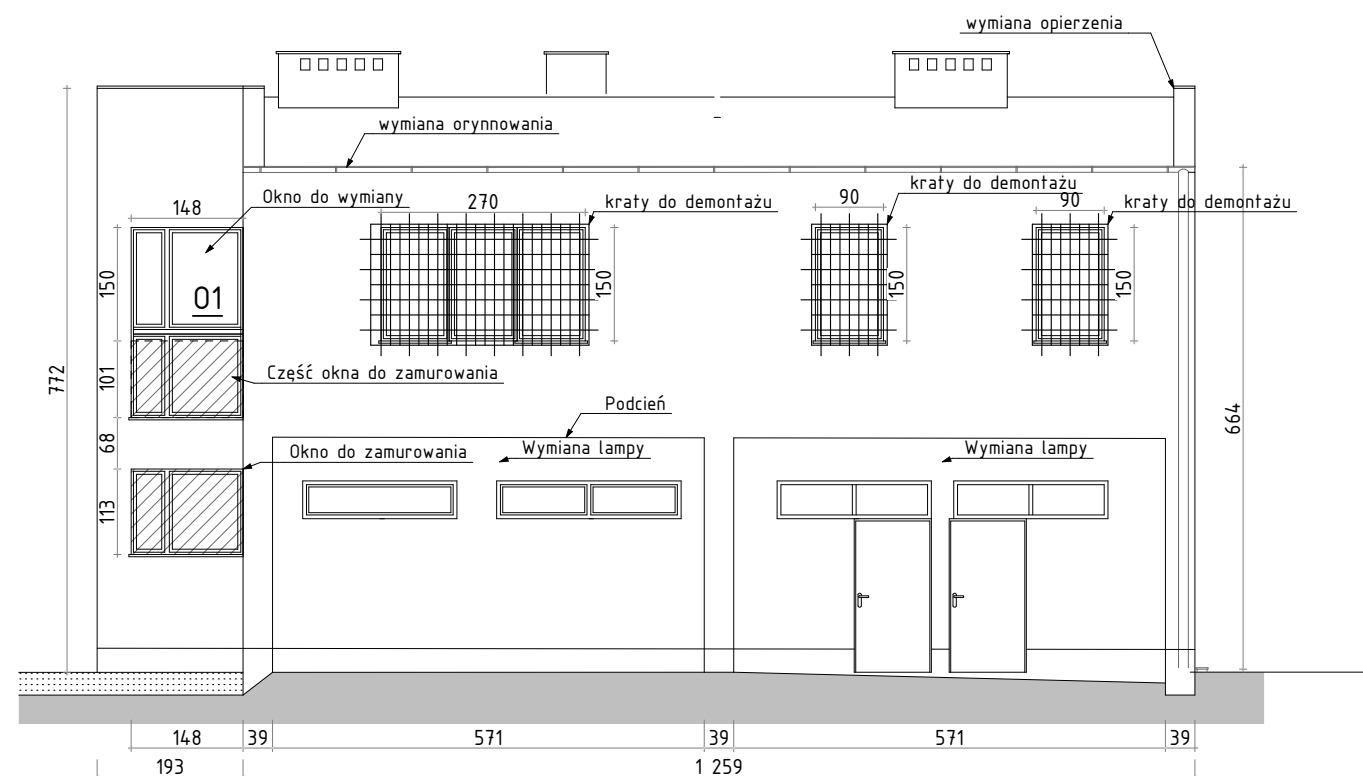 wymiana opierzenia
wymiana orynnowania
kraty do demontażu
Okno do wymiany
148
270
kraty do demontażu
90
90
kraty do demontażu
150
01
150
150
150
772
101
Część okna do zamurowania
Podcień
664
68
Okno do zamurowania
Wymiana lampy
Wymiana lampy
113
148
39
571
39
571
39
193
1 259